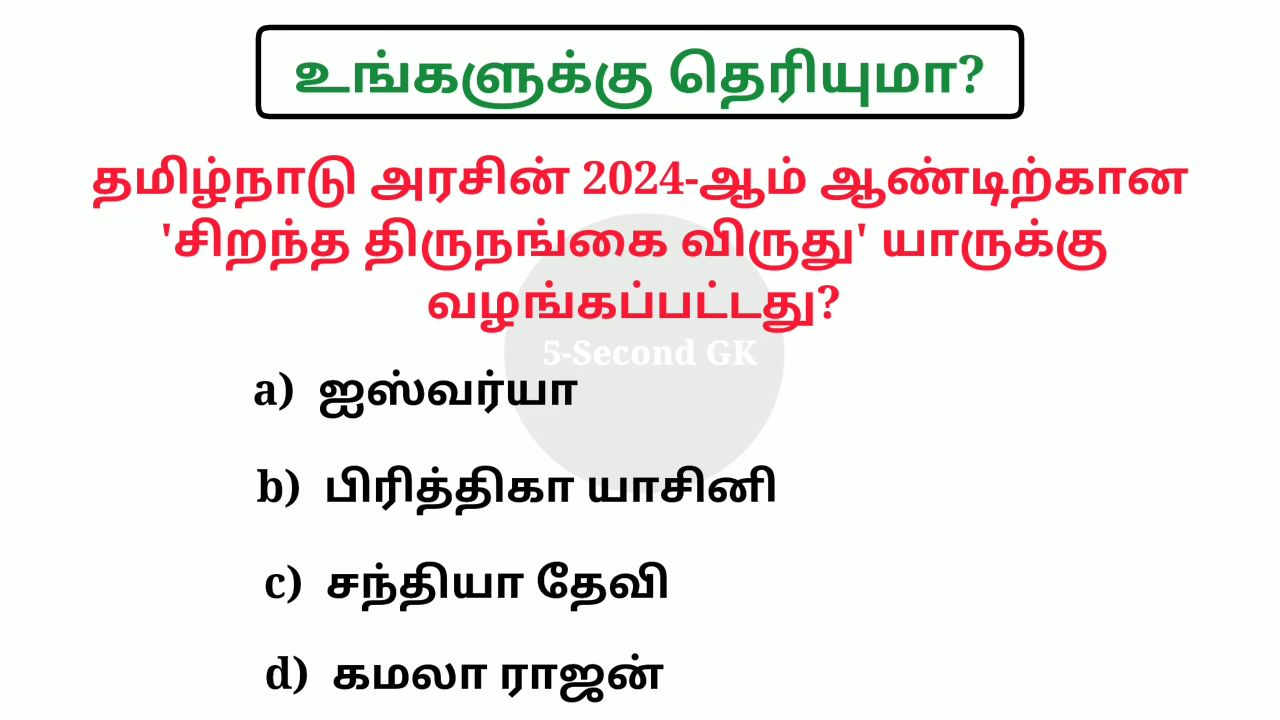 உங்களுக்கு தெரியுமா?
தமிழ்நாடு அரசின் 2024-ஆம் ஆண்டிற்கான
'சிறந்த திருநங்கை விருது' யாருக்கு
வழங்கப்பட்டது?
5-Second GK
a) ஐஸ்வர்யா
b) பிரித்திகா யாசினி
c) சந்தியா தேவி
d) கமலா ராஜன்